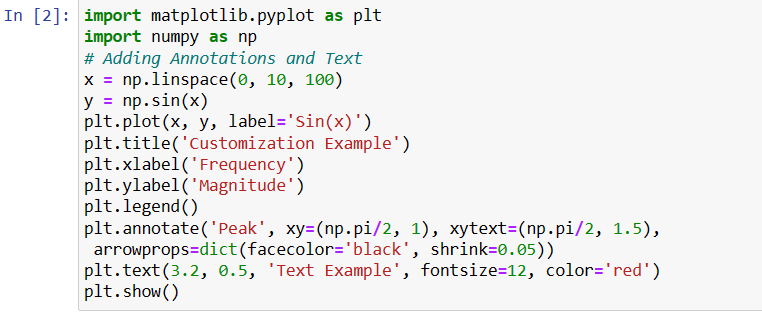 In [2]: import matplotlib.pyplot as plt
import numpy as np
# Adding Annotations and Text
x = np.linspace(0, 10, 100)
y = np.sin(x)
plt.plot(x, y, label='Sin(x)')
plt.title('Customization Example')
plt.xlabel('Frequency')
plt.ylabel('Magnitude')
plt.legend()
plt.annotate('Peak', xy=(np.pi/2, 1), xytext=(np.pi/2, 1.5),
 arrowprops=dict(facecolor='black', shrink=0.05))
plt.text(3.2, 0.5, 'Text Example', fontsize=12, color='red')
plt.show()